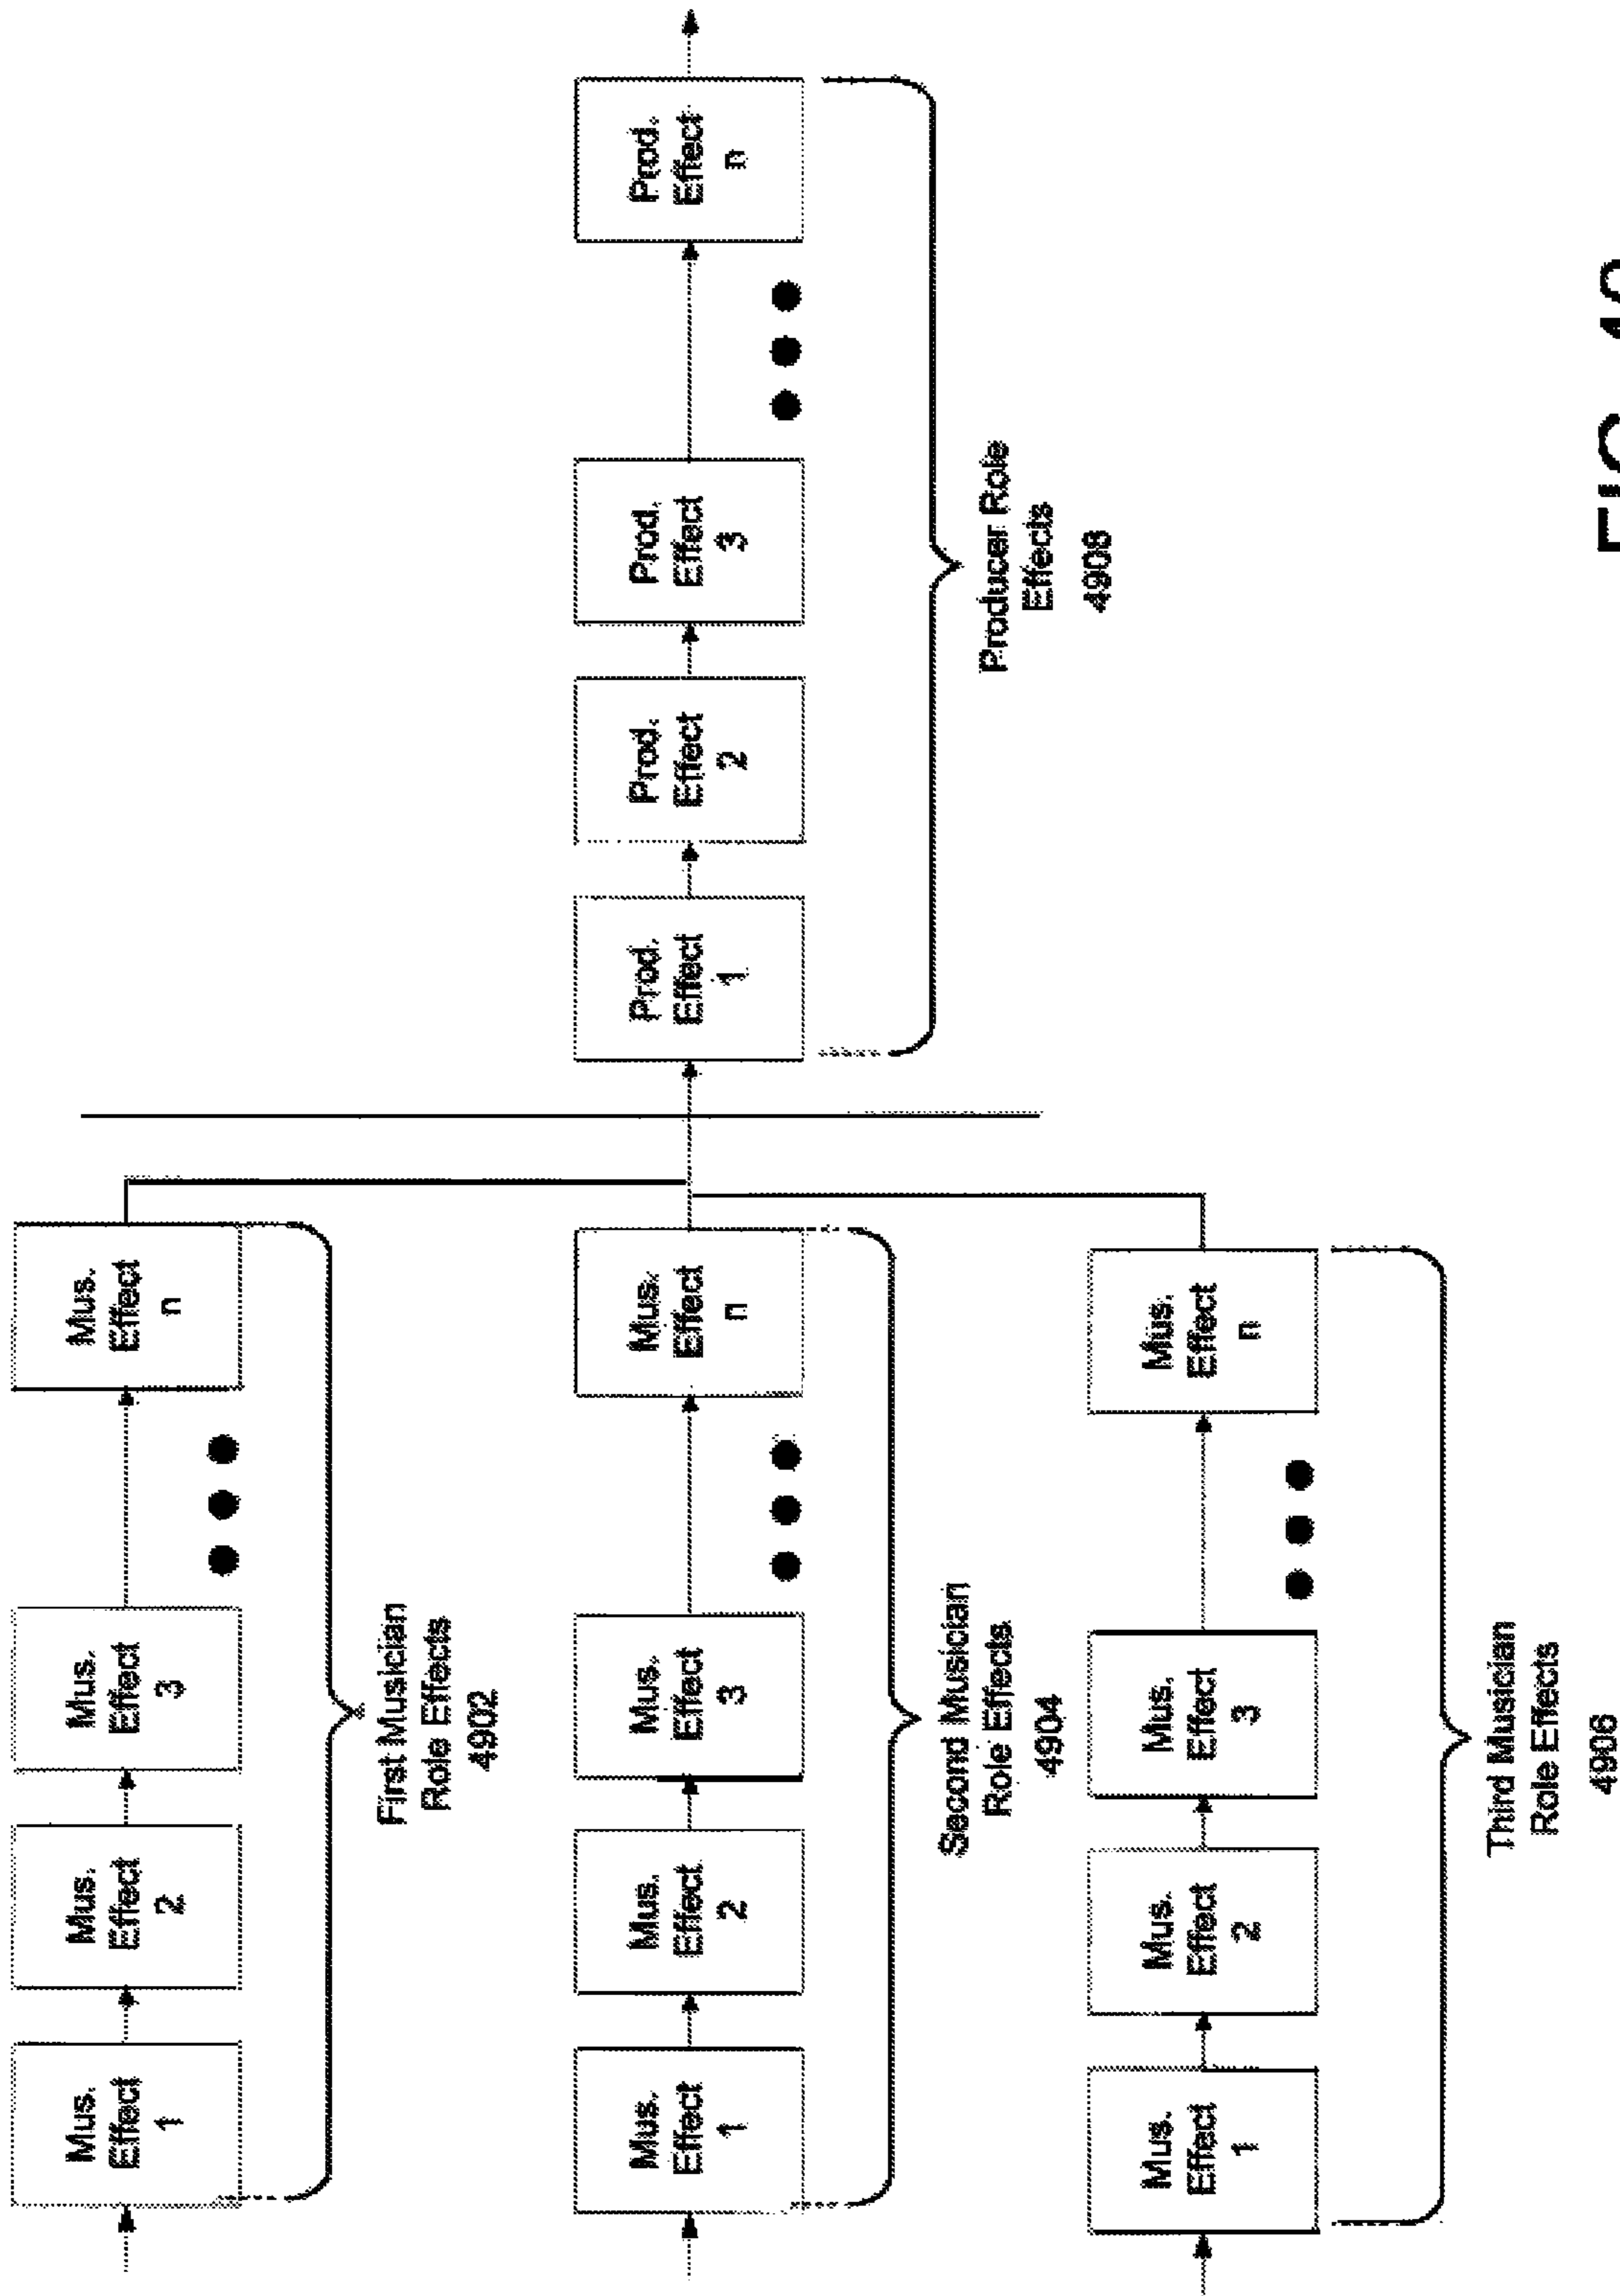 Mus.
Effect
1
Mus.
Effect
2
Mus.
Effect
3
Mus.
Effect
n
First Musician
Role Effects
4902
Mus.
Effect
1
Mus.
Effect
2
Mus.
Effect
3
Mus.
Effect
n
Second Musician
Role Effects
4904
Prod.
Effect
1
Prod.
Effect
2
Prod.
Effect
3
Prod.
Effect
n
Producer Role
Effects
4908
Mus.
Effect
1
Mus.
Effect
2
Mus.
Effect
3
Mus.
Effect
n
Third Musician
Role Effects
4906